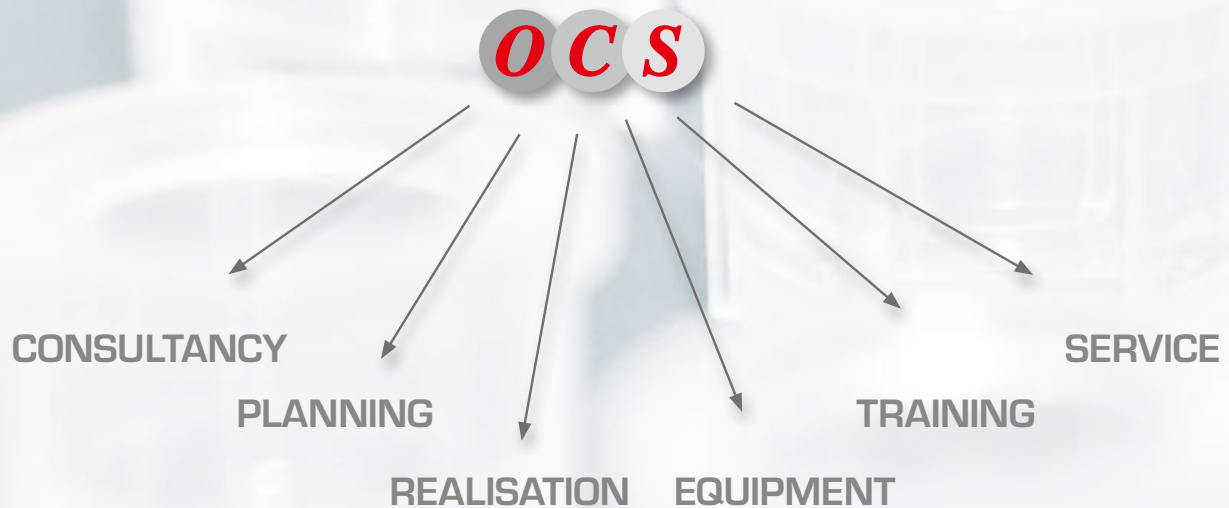 OCS
CONSULTANCY
SERVICE
PLANNING
TRAINING
REALISATION
EQUIPMENT